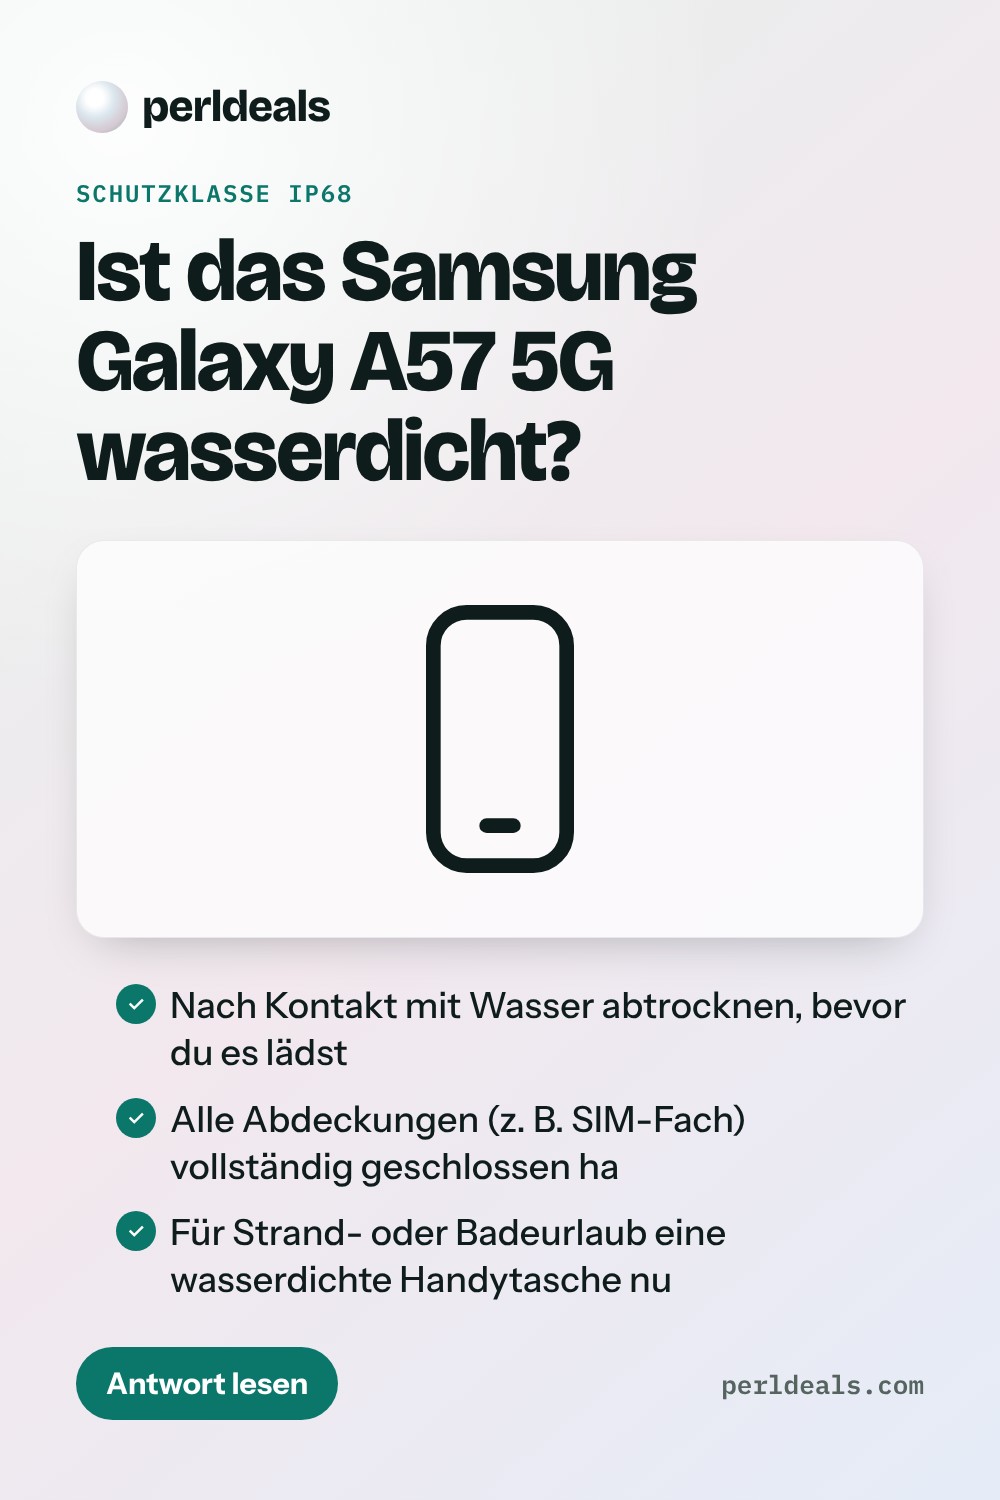 perldeals
SCHUTZKLASSE IP68
Ist das Samsung
Galaxy A57 5G
wasserdicht?
Nach Kontakt mit Wasser abtrocknen, bevor
du es lädst
Alle Abdeckungen (z. B. SIM-Fach)
vollständig geschlossen ha
Für Strand- oder Badeurlaub eine
wasserdichte Handytasche nu
Antwort lesen
perldeals.com